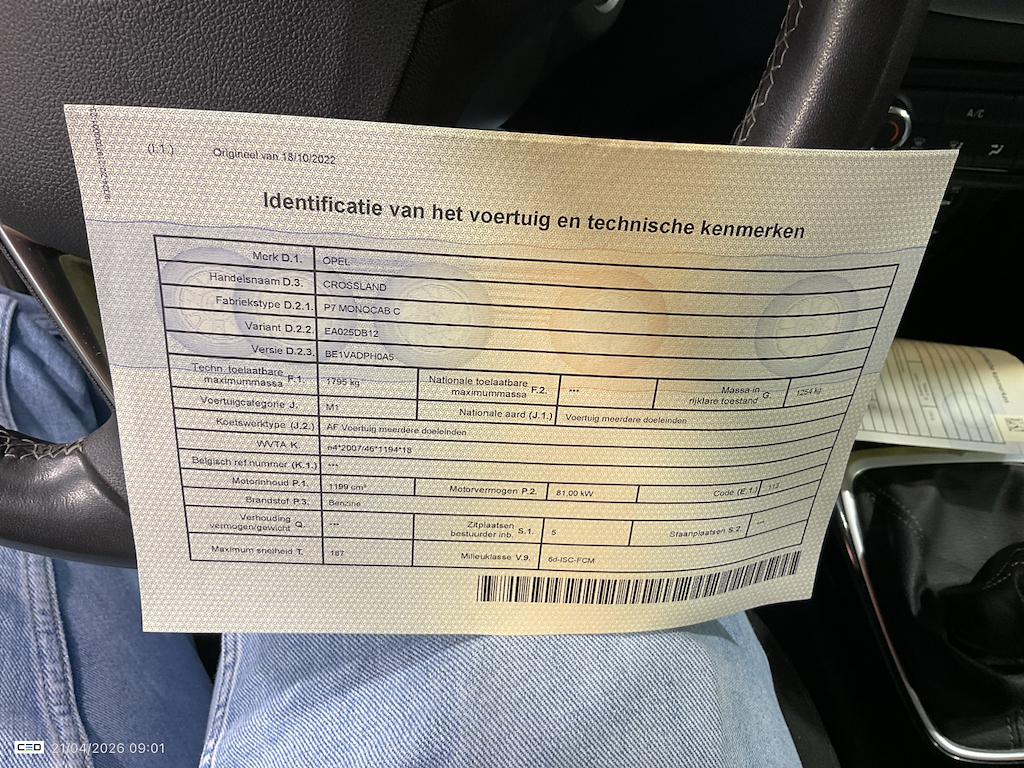 (I.1.) Origineel van 18/10/2022
Identificatie van het voertuig en technische kenmerken
Merk D.1. OPEL
Handelsnaam D.3. CROSSLAND
Fabriekstype D.2.1. P7 MONOCAB C
Variant D.2.2. EA025DB12
Versie D.2.3. BE1VADPH0A5
Techn. toelaatbare maximummassa F.1. 1795 kg Nationale toelaatbare maximummassa F.2. *** Massa in rijklare toestand G. 1254 kg
Voertuigcategorie J. M1 Nationale aard (J.1.) Voertuig meerdere doeleinden
Koetswerktype (J.2.) AF Voertuig meerdere doeleinden
WVTA K. e4*2007/46*1194*18
Belgisch ref.nummer (K.1.) ***
Motorinhoud P.1. 1199 cm³ Motorvermogen P.2. 81,00 kW Code (E.1.) 113
Brandstof P.3. Benzine
Verhouding vermogen/gewicht Q. *** Zitplaatsen bestuurder inb. S.1. 5 Staanplaatsen S.2. ***
Maximum snelheid T. 187 Milieuklasse V.9. 6d-ISC-FCM
A/C
CEO 21/04/2026 09:01